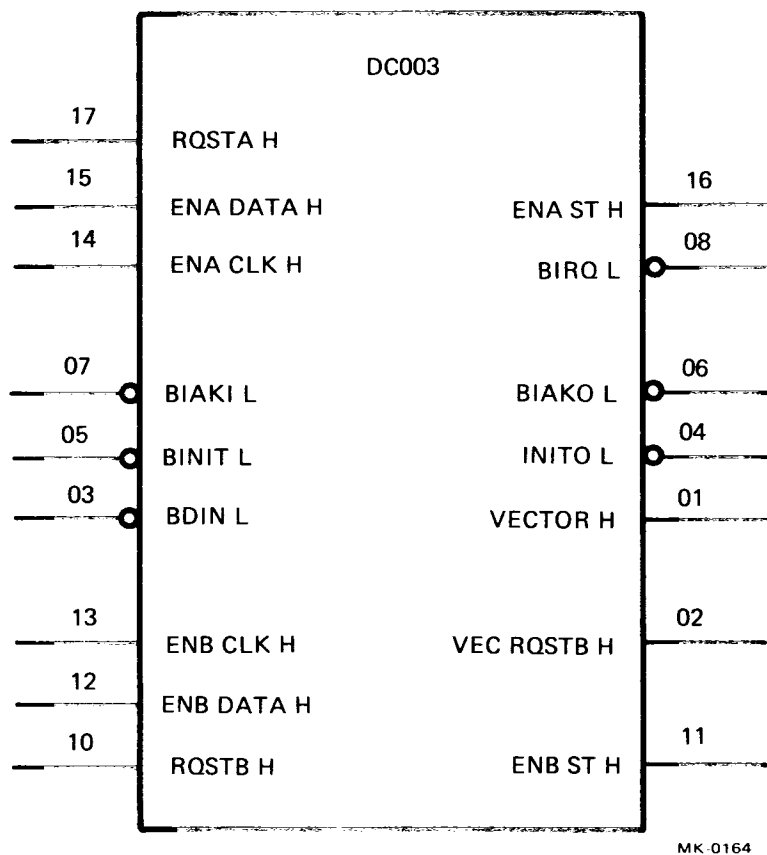 DC003
17
RQSTA H
15
ENA DATA H
16
ENA ST H
14
ENA CLK H
08
BIRQ L
07
BIAKI L
06
BIAKO L
05
BINIT L
04
INITO L
03
BDIN L
01
VECTOR H
13
ENB CLK H
02
VEC RQSTB H
12
ENB DATA H
10
RQSTB H
11
ENB ST H
MK-0164